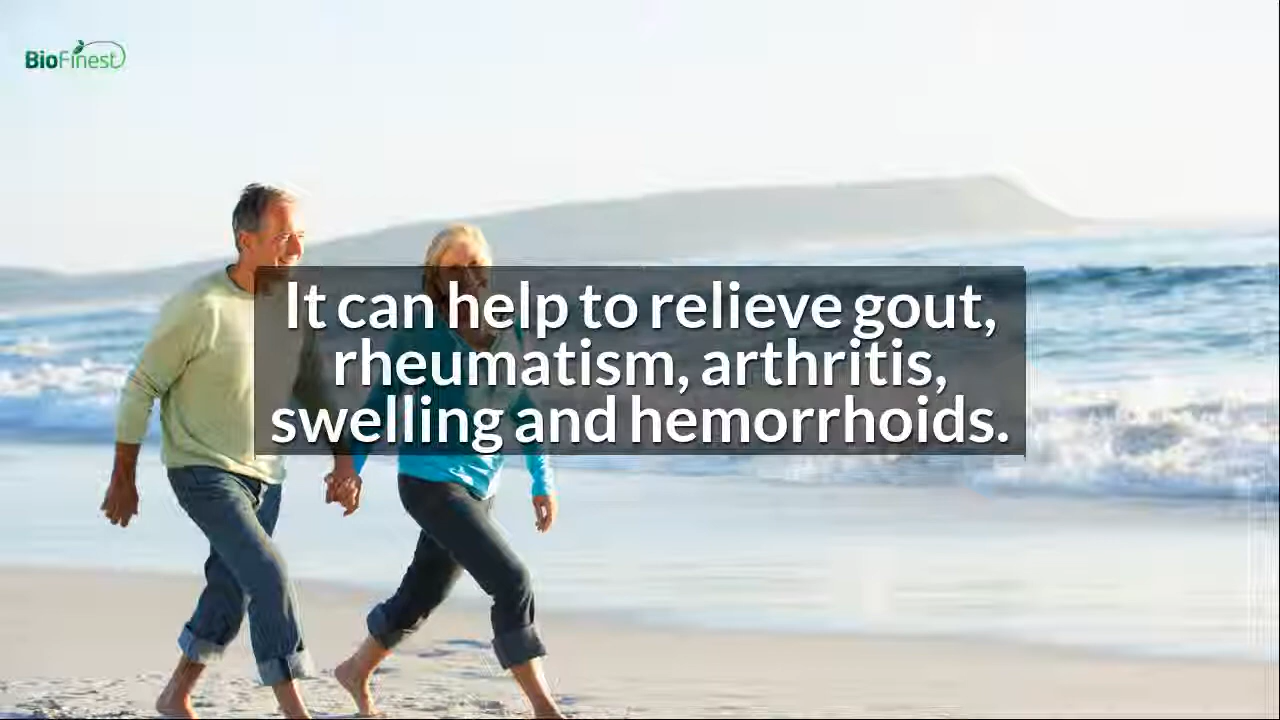 BioFinest
It can help to relieve gout,
rheumatism, arthritis,
swelling and hemorrhoids.